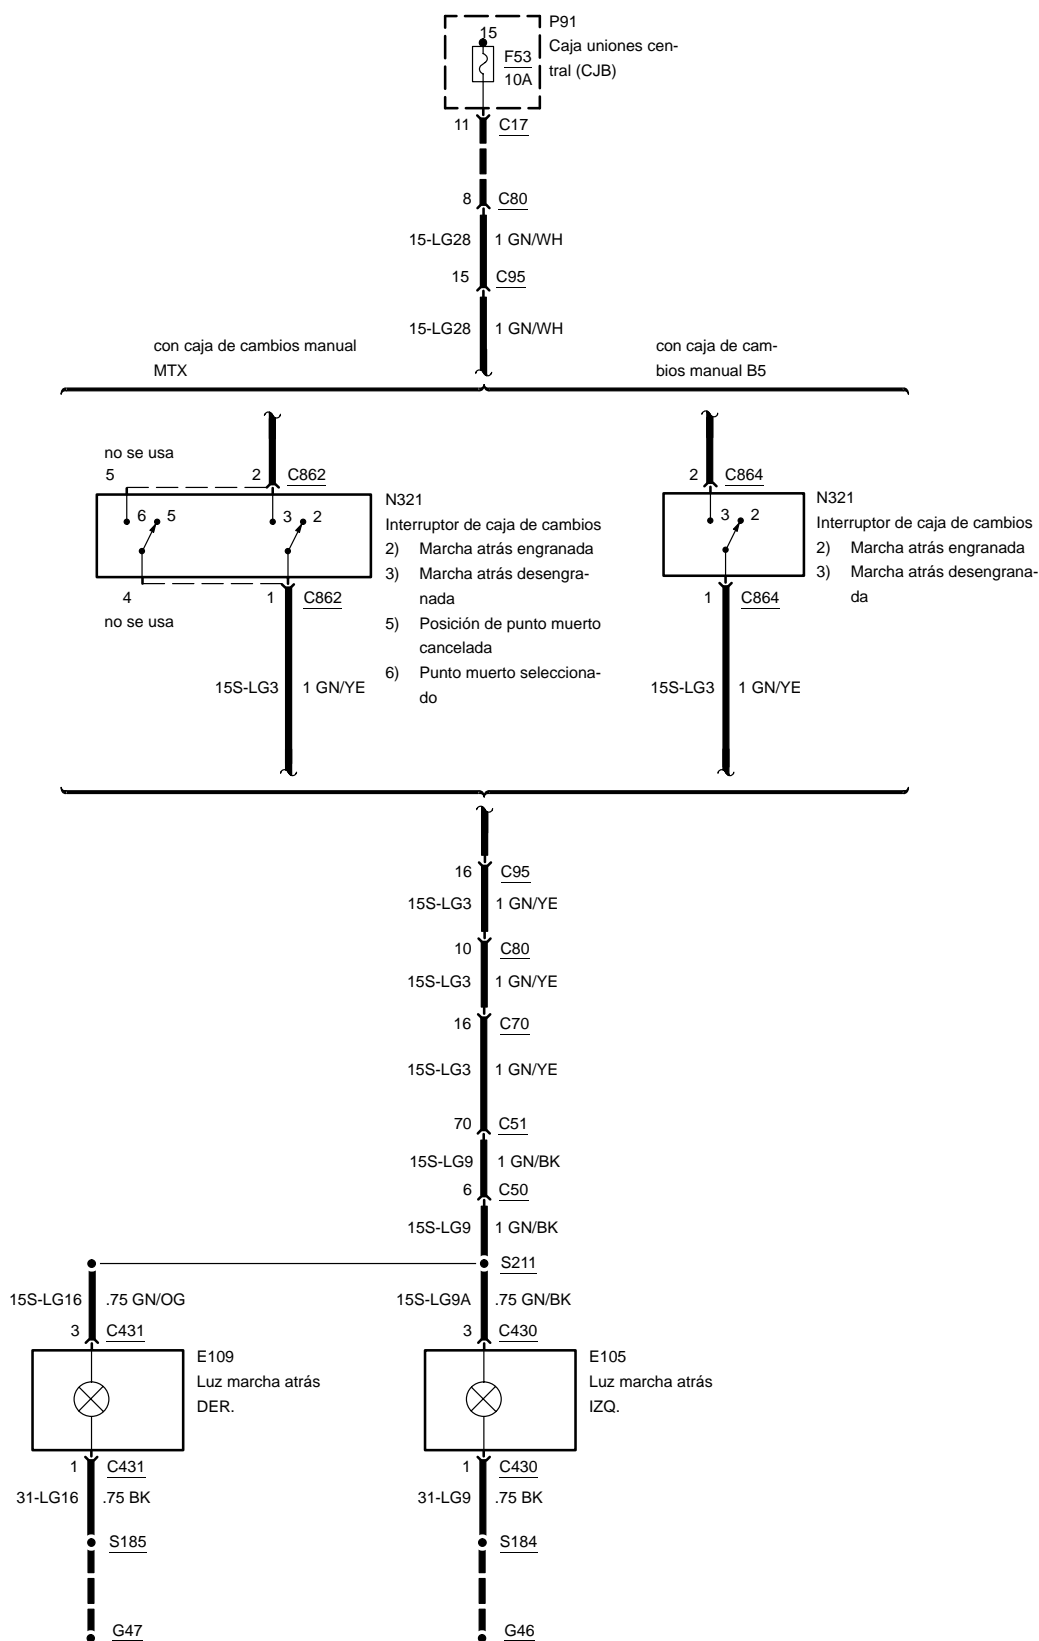 P91
15
Caja uniones cen-
tral (CJB)
F53
10A
11 C17
8 C80
15-LG28 1 GN/WH
15 C95
15-LG28 1 GN/WH
con caja de cambios manual
MTX
con caja de cam-
bios manual B5
no se usa
5 2 C862
6 5 3 2
4 1 C862
no se usa
N321
Interruptor de caja de cambios
2) Marcha atrás engranada
3) Marcha atrás desengra-
nada
5) Posición de punto muerto
cancelada
6) Punto muerto selecciona-
do
15S-LG3 1 GN/YE
2 C864
3 2
1 C864
N321
Interruptor de caja de cambios
2) Marcha atrás engranada
3) Marcha atrás desengrana-
da
15S-LG3 1 GN/YE
16 C95
15S-LG3 1 GN/YE
10 C80
15S-LG3 1 GN/YE
16 C70
15S-LG3 1 GN/YE
70 C51
15S-LG9 1 GN/BK
6 C50
15S-LG9 1 GN/BK
S211
15S-LG16 .75 GN/OG
15S-LG9A .75 GN/BK
3 C431
3 C430
E109
Luz marcha atrás
DER.
E105
Luz marcha atrás
IZQ.
1 C431
1 C430
31-LG16 .75 BK
31-LG9 .75 BK
S185
S184
G47
G46